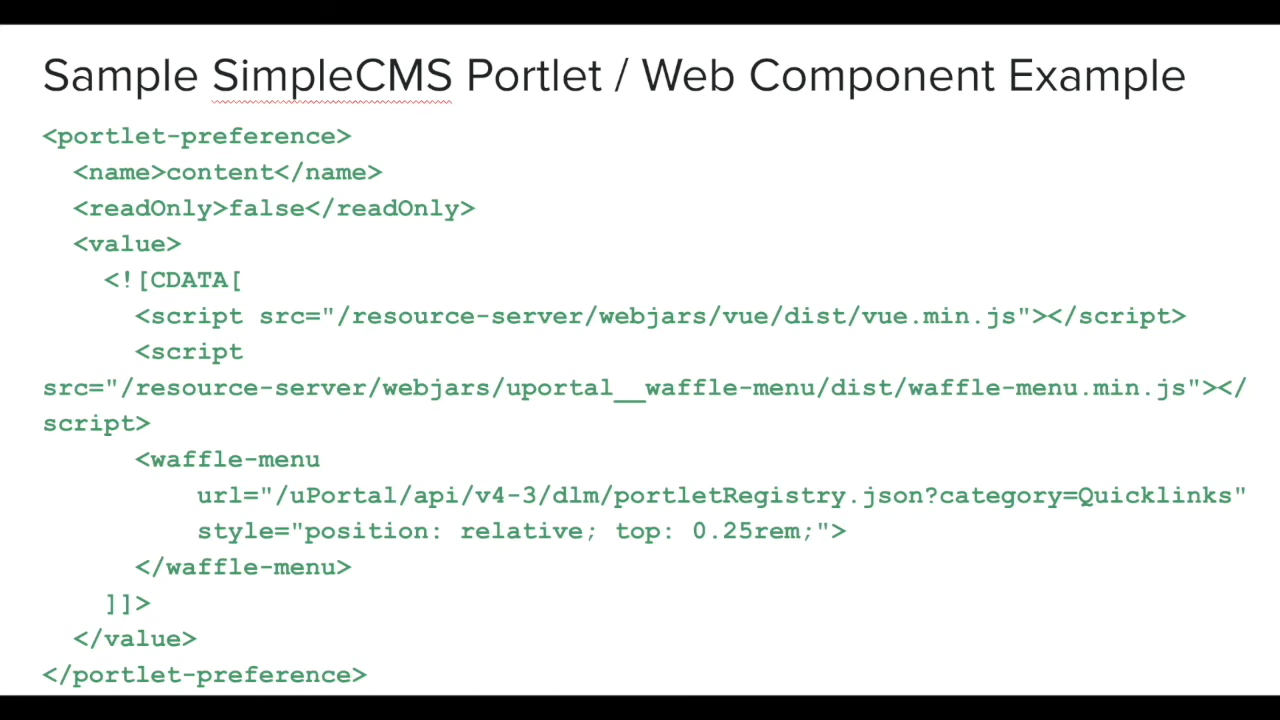 Sample SimpleCMS Portlet / Web Component Example
<portlet-preference>
  <name>content</name>
  <readOnly>false</readOnly>
  <value>
    <![CDATA[
      <script src="/resource-server/webjars/vue/dist/vue.min.js"></script>
      <script
src="/resource-server/webjars/uportal__waffle-menu/dist/waffle-menu.min.js"></
script>
      <waffle-menu
          url="/uPortal/api/v4-3/dlm/portletRegistry.json?category=Quicklinks"
          style="position: relative; top: 0.25rem;">
      </waffle-menu>
    ]]>
  </value>
</portlet-preference>